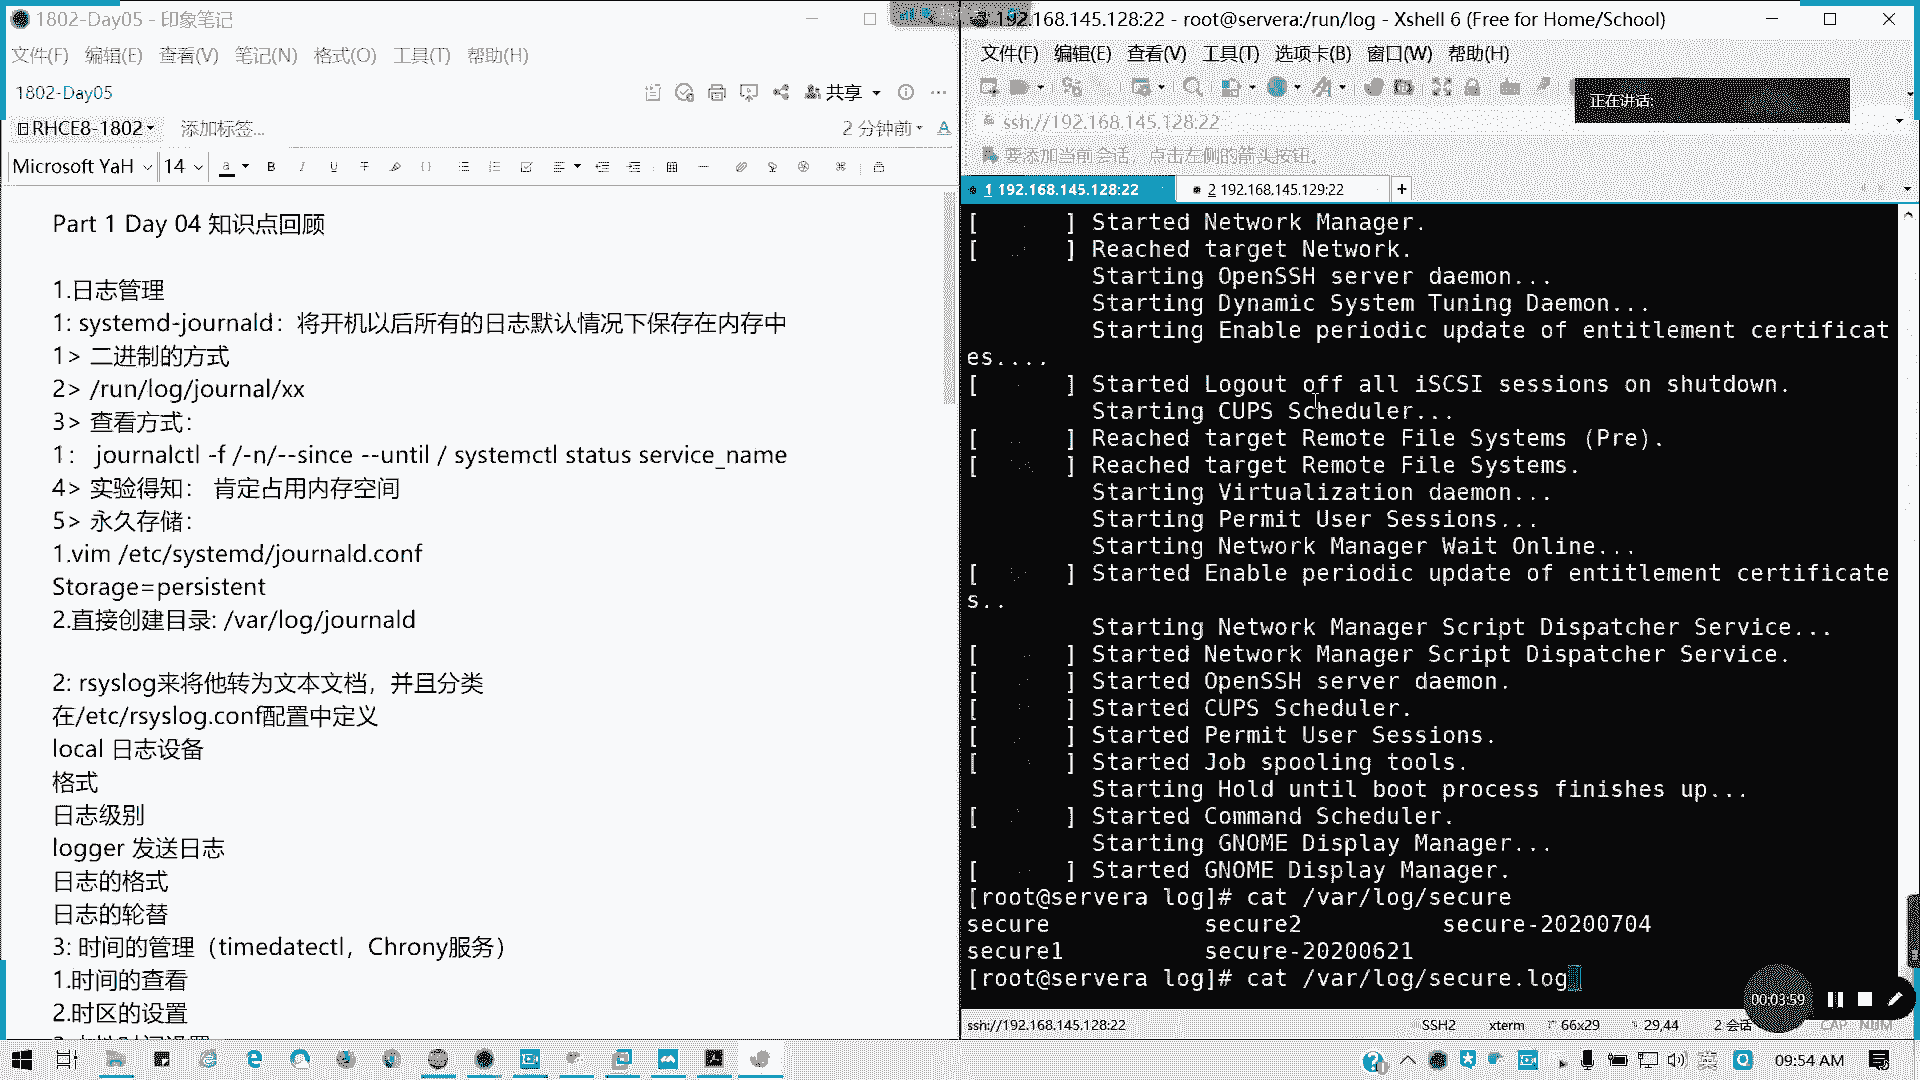 1802-Day05 - 印象笔记
文件(F) 编辑(E) 查看(V) 笔记(N) 格式(O) 工具(T) 帮助(H)
1802-Day05
共享
RHCE8-1802 添加标签...
2 分钟前
Microsoft YaH 14
Part 1 Day 04 知识点回顾
1.日志管理
1: systemd-journald：将开机以后所有的日志默认情况下保存在内存中
1> 二进制的方式
2> /run/log/journal/xx
3> 查看方式：
1： journalctl -f /-n/--since --until / systemctl status service_name
4> 实验得知： 肯定占用内存空间
5> 永久存储：
1.vim /etc/systemd/journald.conf
Storage=persistent
2.直接创建目录: /var/log/journald
2: rsyslog来将他转为文本文档，并且分类
在/etc/rsyslog.conf配置中定义
local 日志设备
格式
日志级别
logger 发送日志
日志的格式
日志的轮替
3: 时间的管理（timedatectl，Chrony服务）
1.时间的查看
2.时区的设置
192.168.145.128:22 - root@servera:/run/log - Xshell 6 (Free for Home/School)
文件(F) 编辑(E) 查看(V) 工具(T) 选项卡(B) 窗口(W) 帮助(H)
正在讲话:
ssh://192.168.145.128:22
要添加当前会话，点击左侧的箭头按钮。
1 192.168.145.128:22 2 192.168.145.129:22 +
[ ] Started Network Manager.
[ ] Reached target Network.
Starting OpenSSH server daemon...
Starting Dynamic System Tuning Daemon...
Starting Enable periodic update of entitlement certificat
es....
[ ] Started Logout off all iSCSI sessions on shutdown.
Starting CUPS Scheduler...
[ ] Reached target Remote File Systems (Pre).
[ ] Reached target Remote File Systems.
Starting Virtualization daemon...
Starting Permit User Sessions...
Starting Network Manager Wait Online...
[ ] Started Enable periodic update of entitlement certificate
s..
Starting Network Manager Script Dispatcher Service...
[ ] Started Network Manager Script Dispatcher Service.
[ ] Started OpenSSH server daemon.
[ ] Started CUPS Scheduler.
[ ] Started Permit User Sessions.
[ ] Started Job spooling tools.
Starting Hold until boot process finishes up...
[ ] Started Command Scheduler.
Starting GNOME Display Manager...
[ ] Started GNOME Display Manager.
[root@servera log]# cat /var/log/secure
secure secure2 secure-20200704
secure1 secure-20200621
[root@servera log]# cat /var/log/secure.log
00:03:59
ssh://192.168.145.128:22 SSH2 xterm 66x29 29,44 2 会话 CAP NUM
英
09:54 AM